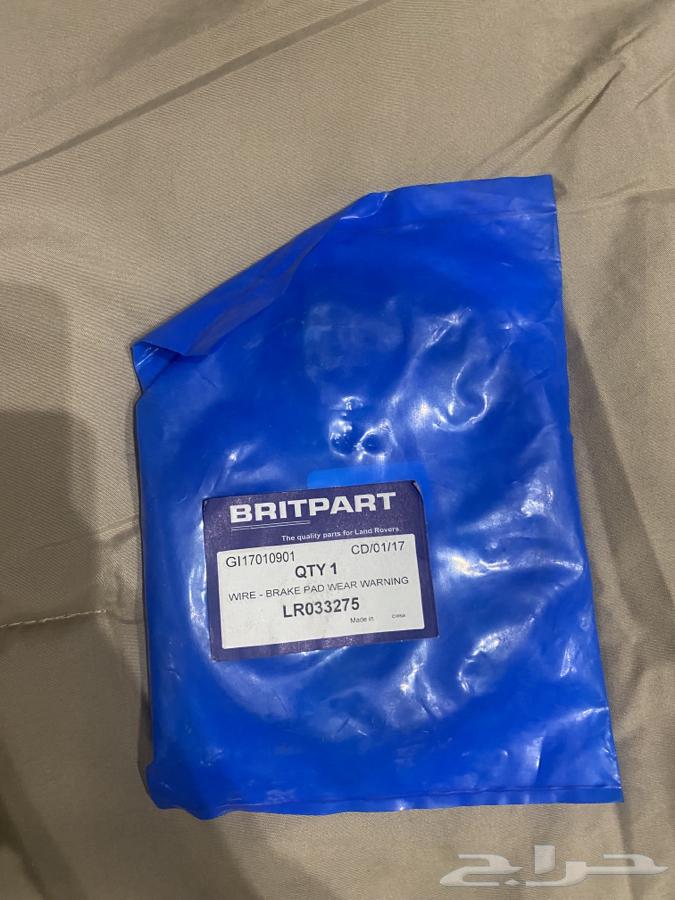 BRITPART
The quality parts for Land Rovers
GI17010901 CD/01/17
QTY 1
WIRE - BRAKE PAD WEAR WARNING
LR033275
Made in CHINA
حراج